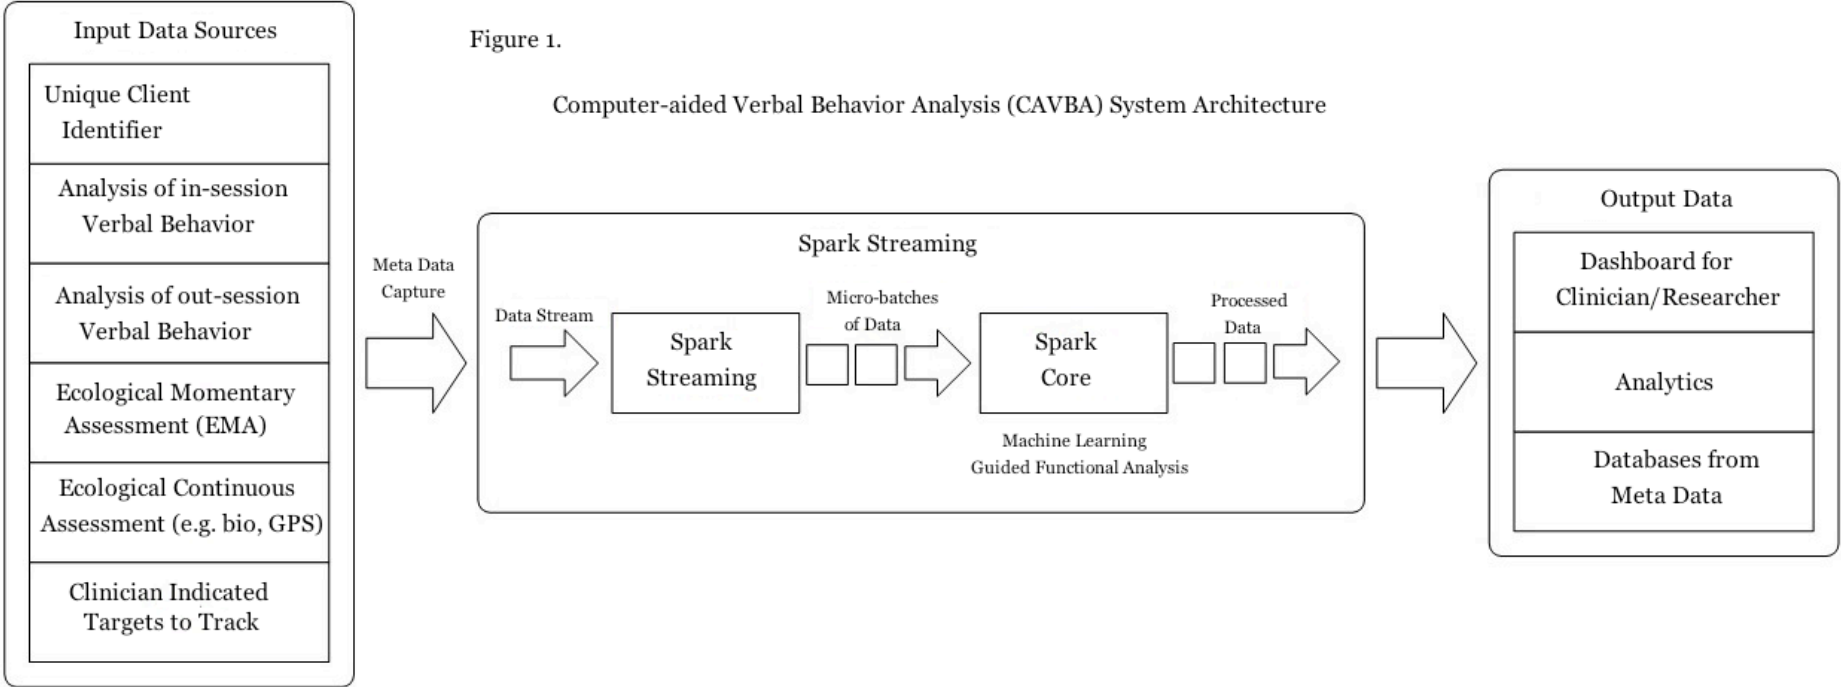 Input Data Sources
Unique Client
Identifier
Analysis of in-session
Verbal Behavior
Analysis of out-session
Verbal Behavior
Ecological Momentary
Assessment (EMA)
Ecological Continuous
Assessment (e.g. bio, GPS)
Clinician Indicated
Targets to Track
Figure 1.
Computer-aided Verbal Behavior Analysis (CAVBA) System Architecture
Meta Data
Capture
Spark Streaming
Data Stream
Spark
Streaming
Micro-batches
of Data
Spark
Core
Machine Learning
Guided Functional Analysis
Processed
Data
Output Data
Dashboard for
Clinician/Researcher
Analytics
Databases from
Meta Data